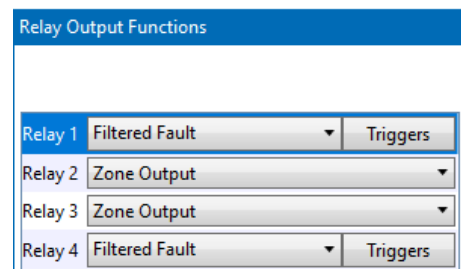 Relay Output Functions
Relay 1 Filtered Fault Triggers
Relay 2 Zone Output
Relay 3 Zone Output
Relay 4 Filtered Fault Triggers